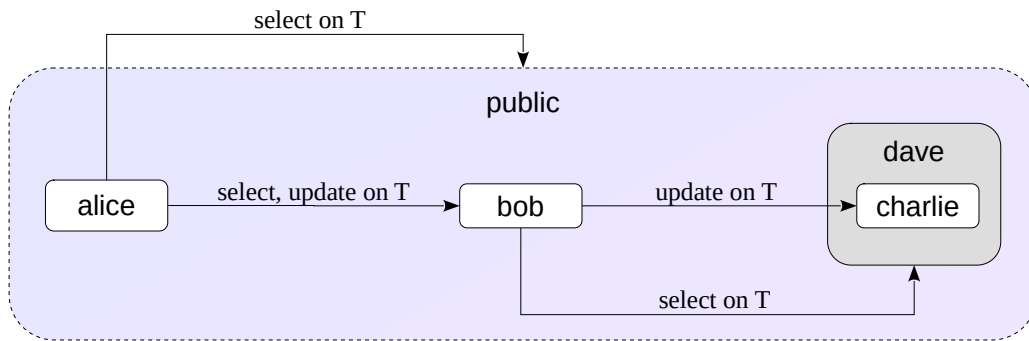 select on T
public
dave
alice
select, update on T
bob
update on T
charlie
select on T